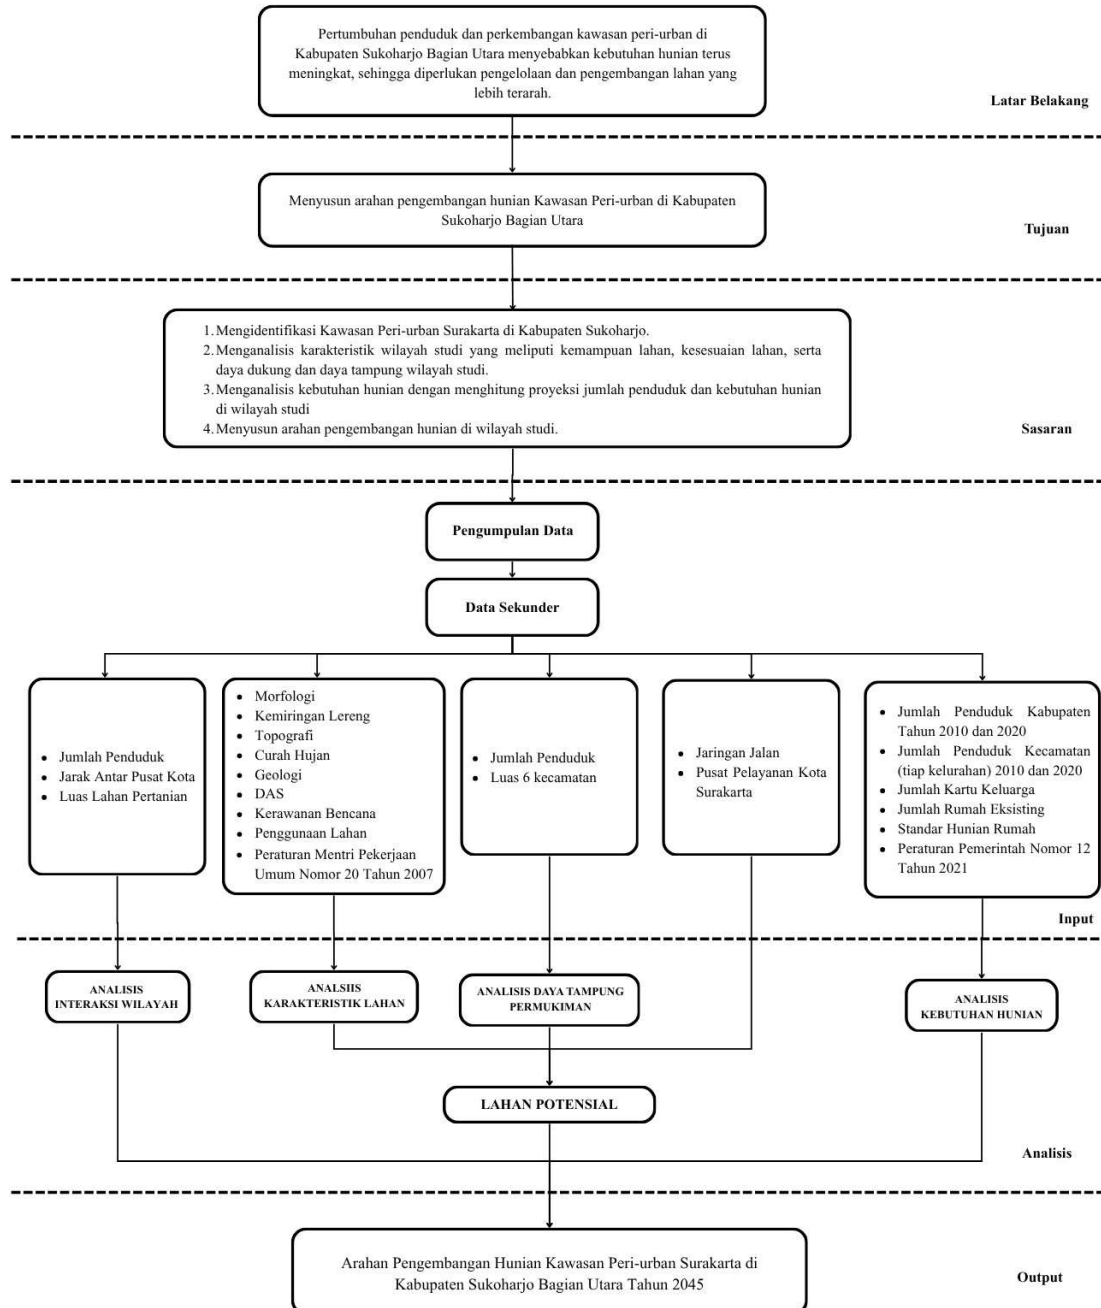 Pertumbuhan penduduk dan perkembangan kawasan peri-urban di
Kabupaten Sukoharjo Bagian Utara menyebabkan kebutuhan hunian terus
meningkat, sehingga diperlukan pengelolaan dan pengembangan lahan yang
lebih terarah.
Latar Belakang
Menyusun arahan pengembangan hunian Kawasan Peri-urban di Kabupaten
Sukoharjo Bagian Utara
Tujuan
1. Mengidentifikasi Kawasan Peri-urban Surakarta di Kabupaten Sukoharjo.
2. Menganalisis karakteristik wilayah studi yang meliputi kemampuan lahan, kesesuaian lahan, serta
daya dukung dan daya tampung wilayah studi.
3. Menganalisis kebutuhan hunian dengan menghitung proyeksi jumlah penduduk dan kebutuhan hunian
di wilayah studi
4. Menyusun arahan pengembangan hunian di wilayah studi.
Sasaran
Pengumpulan Data
Data Sekunder
• Jumlah Penduduk
• Jarak Antar Pusat Kota
• Luas Lahan Pertanian
• Morfologi
• Kemiringan Lereng
• Topografi
• Curah Hujan
• Geologi
• DAS
• Kerawanan Bencana
• Penggunaan Lahan
• Peraturan Mentri Pekerjaan
Umum Nomor 20 Tahun 2007
• Jumlah Penduduk
• Luas 6 kecamatan
• Jaringan Jalan
• Pusat Pelayanan Kota
Surakarta
• Jumlah Penduduk Kabupaten
Tahun 2010 dan 2020
• Jumlah Penduduk Kecamatan
(tiap kelurahan) 2010 dan 2020
• Jumlah Kartu Keluarga
• Jumlah Rumah Eksisting
• Standar Hunian Rumah
• Peraturan Pemerintah Nomor 12
Tahun 2021
Input
ANALISIS
INTERAKSI WILAYAH
ANALSIIS
KARAKTERISTIK LAHAN
ANALISIS DAYA TAMPUNG
PERMUKIMAN
ANALISIS
KEBUTUHAN HUNIAN
LAHAN POTENSIAL
Analisis
Arahan Pengembangan Hunian Kawasan Peri-urban Surakarta di
Kabupaten Sukoharjo Bagian Utara Tahun 2045
Output